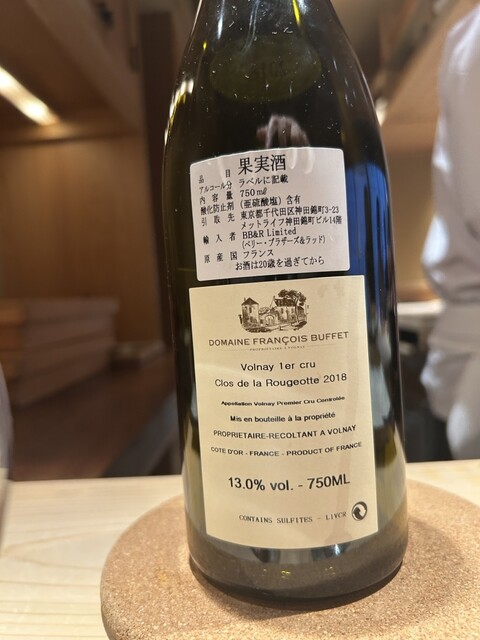 品目 果実酒
アルコール分 ラベルに記載
内容量 750㎖
酸化防止剤 (亜硫酸塩) 含有
引取先 東京都千代田区神田錦町3-23
メットライフ神田錦町ビル14階
輸入者 BB&R Limited
(ベリー・ブラザーズ&ラッド)
原産国 フランス
お酒は20歳を過ぎてから
DOMAINE FRANÇOIS BUFFET
PROPRIÉTAIRE À VOLNAY
Volnay 1er cru
Clos de la Rougeotte 2018
Appellation Volnay Premier Cru Contrôlée
Mis en bouteille à la propriété
PROPRIETAIRE-RECOLTANT A VOLNAY
COTE D'OR - FRANCE - PRODUCT OF FRANCE
13.0% vol. - 750ML
CONTAINS SULFITES - L1VCR